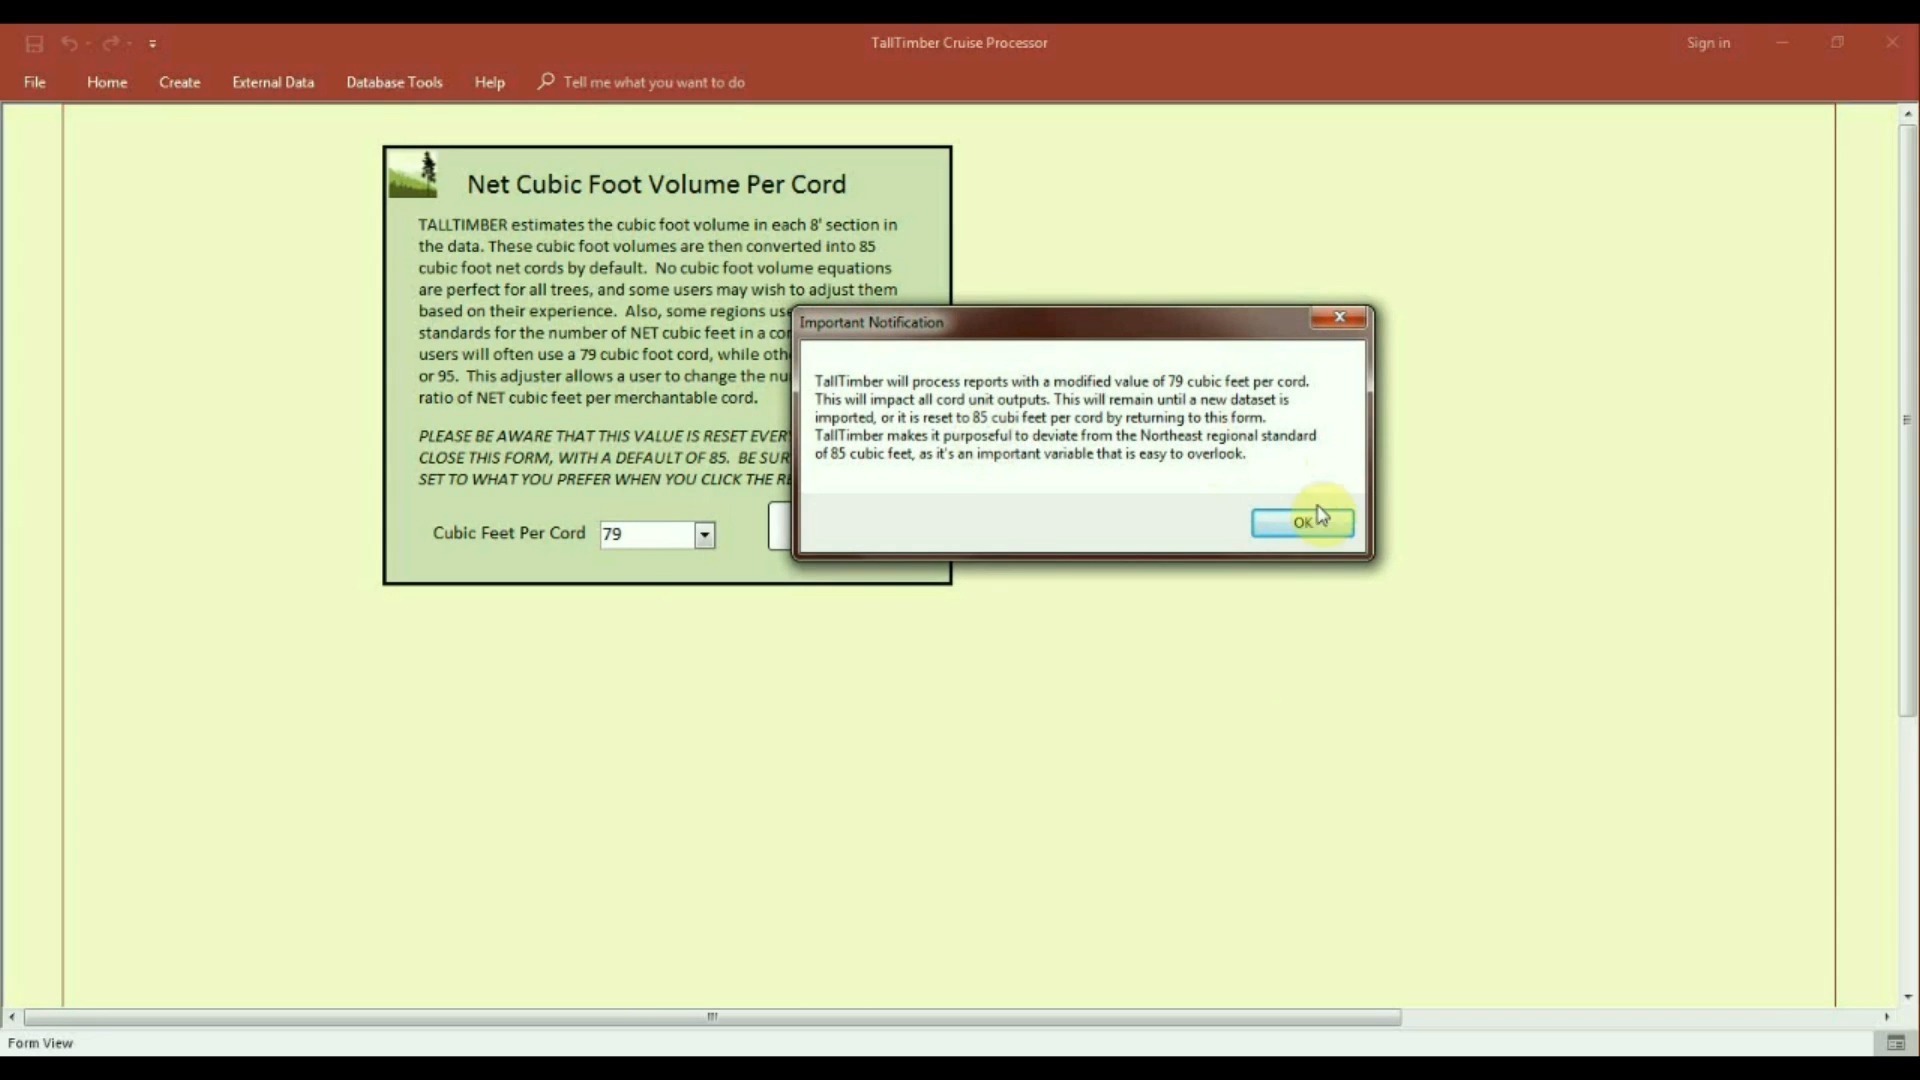 TallTimber Cruise Processor
Sign in
File Home Create External Data Database Tools Help Tell me what you want to do
Net Cubic Foot Volume Per Cord
TALLTIMBER estimates the cubic foot volume in each 8' section in
the data. These cubic foot volumes are then converted into 85
cubic foot net cords by default. No cubic foot volume equations
are perfect for all trees, and some users may wish to adjust them
based on their experience. Also, some regions use
standards for the number of NET cubic feet in a
users will often use a 79 cubic foot cord, while
or 95. This adjuster allows a user to change the
ratio of NET cubic feet per merchantable cord.
PLEASE BE AWARE THAT THIS VALUE IS RESET
CLOSE THIS FORM, WITH A DEFAULT OF 85. BE
SET TO WHAT YOU PREFER WHEN YOU CLICK THE
Cubic Feet Per Cord 79
Important Notification
TallTimber will process reports with a modified value of 79 cubic feet per cord.
This will impact all cord unit outputs. This will remain until a new dataset is
imported, or it is reset to 85 cubi feet per cord by returning to this form.
TallTimber makes it purposeful to deviate from the Northeast regional standard
of 85 cubic feet, as it's an important variable that is easy to overlook.
OK
Form View